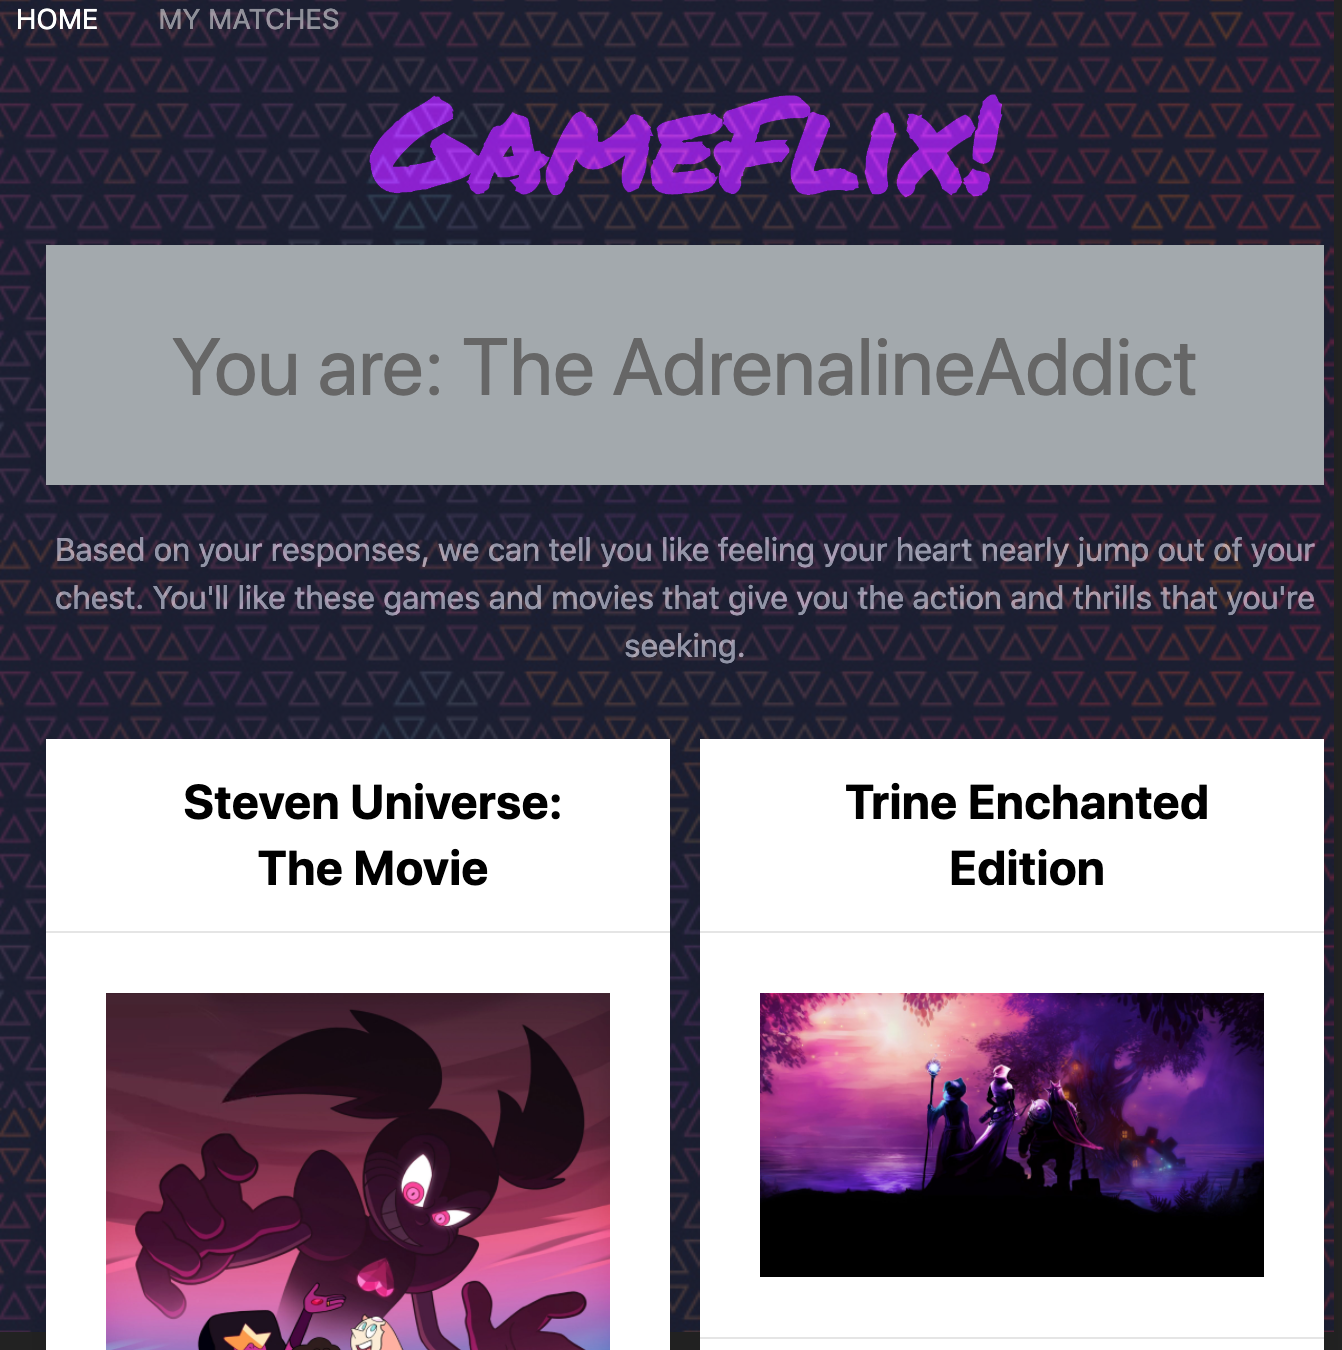 HOME MY MATCHES
GAMEFLIX!
You are: The AdrenalineAddict
Based on your responses, we can tell you like feeling your heart nearly jump out of your
chest. You'll like these games and movies that give you the action and thrills that you're
seeking.
Steven Universe:
The Movie
Trine Enchanted
Edition